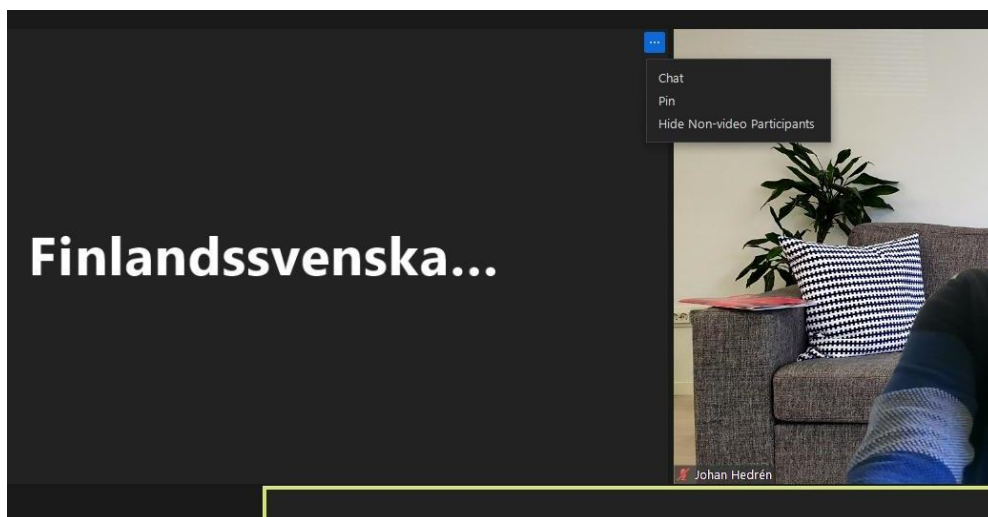 ...
Chat
Pin
Hide Non-video Participants
Finlandssvenska...
Johan Hedrén